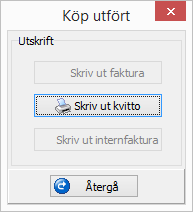 Köp utfört
Utskrift
Skriv ut faktura
Skriv ut kvitto
Skriv ut internfaktura
Återgå